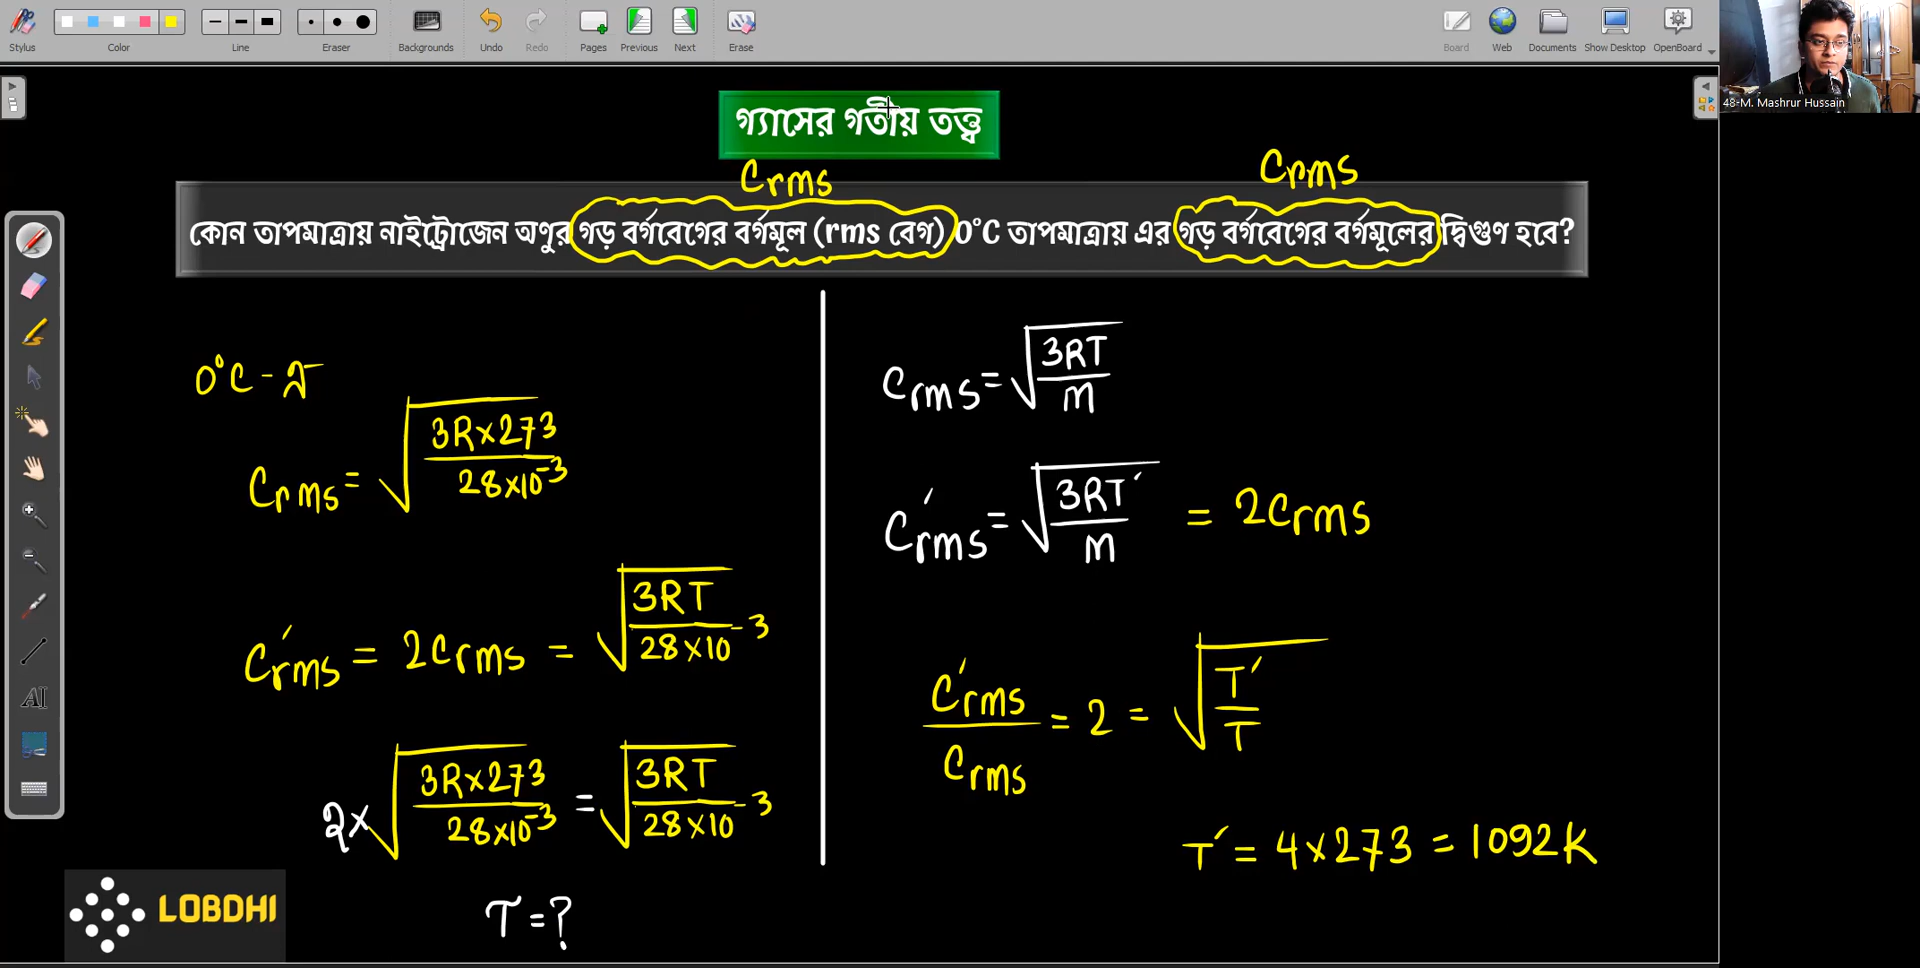 Stylus Color Line Eraser Backgrounds Undo Redo Pages Previous Next Erase Board Web Documents Show Desktop OpenBoard
48-M. Mashrur Hussain
গ্যাসের গতীয় তত্ত্ব
Crms Crms
কোন তাপমাত্রায় নাইট্রোজেন অণুর গড় বর্গবেগের বর্গমূল (rms বেগ) 0°C তাপমাত্রায় এর গড় বর্গবেগের বর্গমূলের দ্বিগুণ হবে?
0°C - এ
Crms = √(3R×273 / 28×10⁻³)
C′rms = 2Crms = √(3RT / 28×10⁻³)
2× √(3R×273 / 28×10⁻³) = √(3RT / 28×10⁻³)
T = ?
Crms = √(3RT / M)
C′rms = √(3RT′ / M) = 2Crms
C′rms / Crms = 2 = √(T′ / T)
T′ = 4×273 = 1092K
AI
LOBDHI